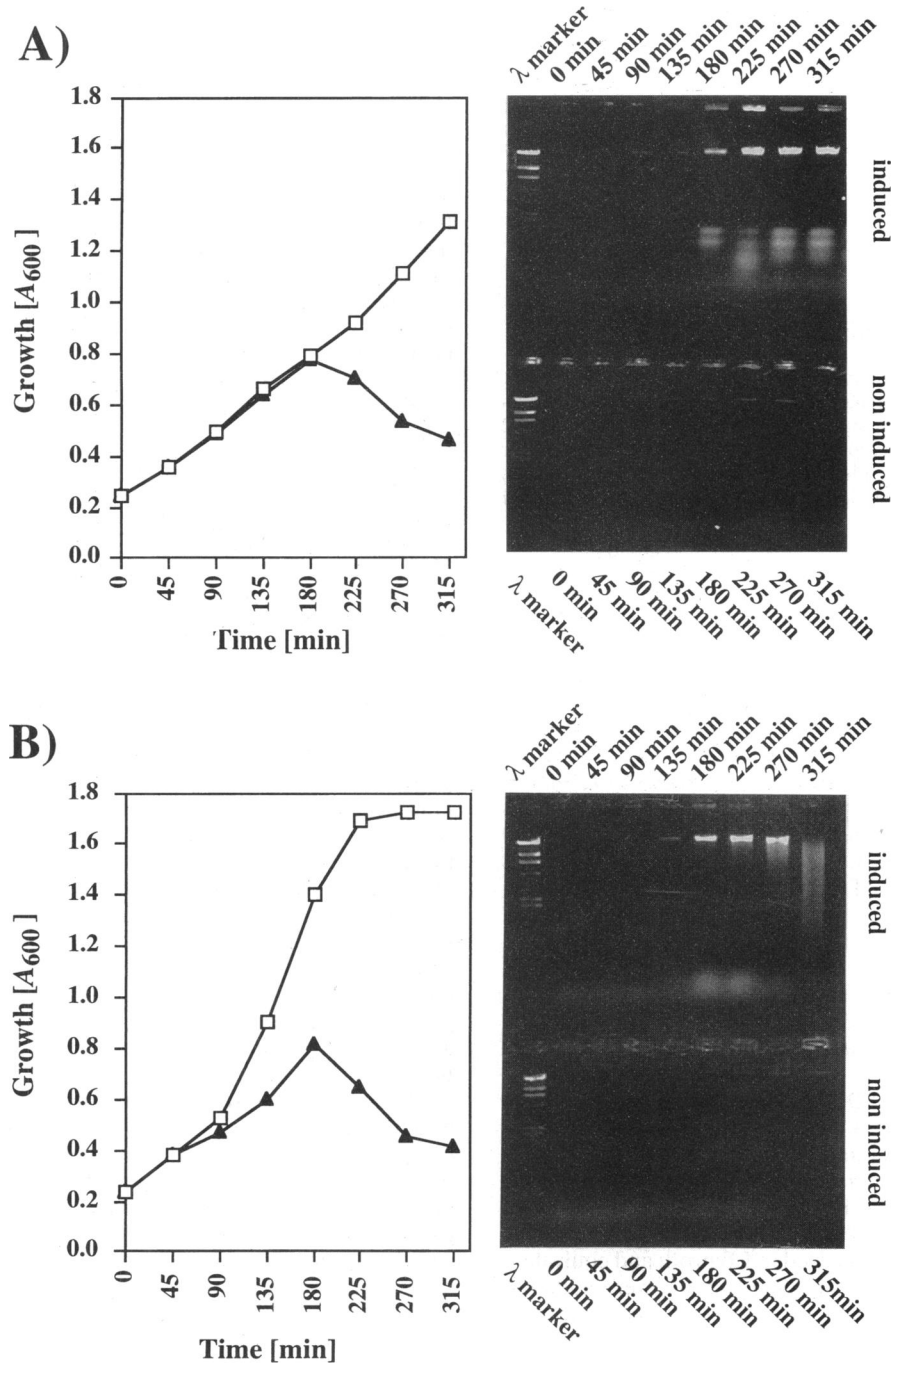 A)
λ marker
0 min
45 min
90 min
135 min
180 min
225 min
270 min
315 min
1.8
1.6
1.4
1.2
1.0
0.8
0.6
0.4
0.2
0.0
Growth [A600]
0
45
90
135
180
225
270
315
Time [min]
induced
non induced
λ marker
0 min
45 min
90 min
135 min
180 min
225 min
270 min
315 min
B)
λ marker
0 min
45 min
90 min
135 min
180 min
225 min
270 min
315 min
1.8
1.6
1.4
1.2
1.0
0.8
0.6
0.4
0.2
0.0
Growth [A600]
0
45
90
135
180
225
270
315
Time [min]
induced
non induced
λ marker
0 min
45 min
90 min
135 min
180 min
225 min
270 min
315min